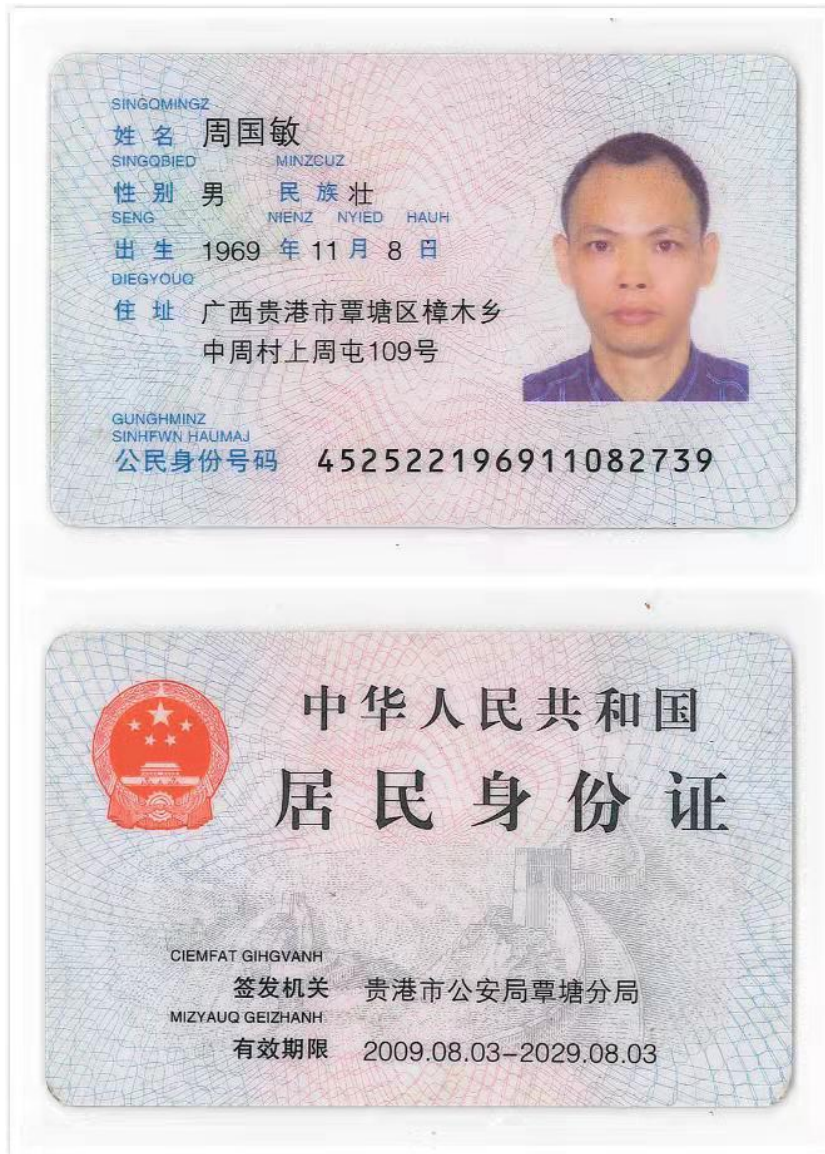 SINGQMINGZ
姓 名 周国敏
SINGQBIED MINZCUZ
性 别 男 民 族 壮
SENG NIENZ NYIED HAUH
出 生 1969 年 11 月 8 日
DIEGYOUQ
住 址 广西贵港市覃塘区樟木乡
中周村上周屯109号
GUNGHMINZ
SINHFWN HAUMAJ
公民身份号码 452522196911082739
中华人民共和国
居民身份证
CIEMFAT GIHGVANH
签发机关 贵港市公安局覃塘分局
MIZYAUQ GEIZHANH
有效期限 2009.08.03-2029.08.03